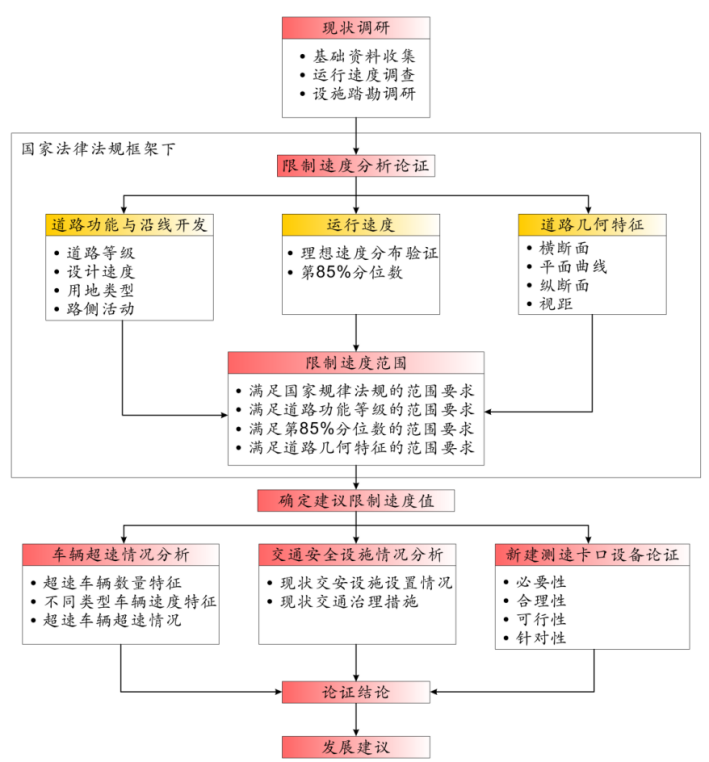 现状调研
• 基础资料收集
• 运行速度调查
• 设施踏勘调研
国家法律法规框架下
限制速度分析论证
道路功能与沿线开发
• 道路等级
• 设计速度
• 用地类型
• 路侧活动
运行速度
• 理想速度分布验证
• 第85%分位数
道路几何特征
• 横断面
• 平面曲线
• 纵断面
• 视距
限制速度范围
• 满足国家规律法规的范围要求
• 满足道路功能等级的范围要求
• 满足第85%分位数的范围要求
• 满足道路几何特征的范围要求
确定建议限制速度值
车辆超速情况分析
• 超速车辆数量特征
• 不同类型车辆速度特征
• 超速车辆超速情况
交通安全设施情况分析
• 现状交安设施设置情况
• 现状交通治理措施
新建测速卡口设备论证
• 必要性
• 合理性
• 可行性
• 针对性
论证结论
发展建议